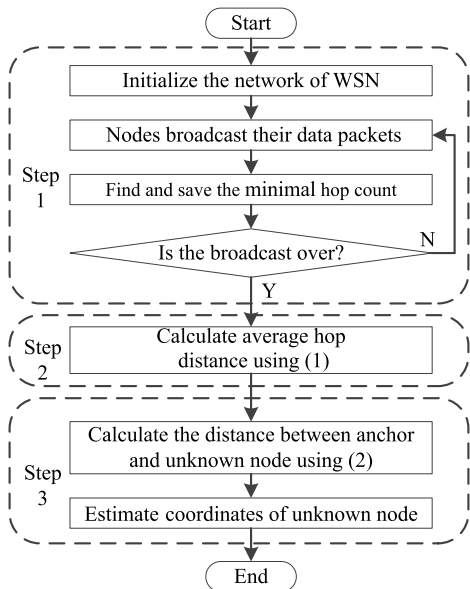 Start
Initialize the network of WSN
Nodes broadcast their data packets
Step
1
Find and save the minimal hop count
Is the broadcast over?
N
Y
Step
2
Calculate average hop
distance using (1)
Step
3
Calculate the distance between anchor
and unknown node using (2)
Estimate coordinates of unknown node
End